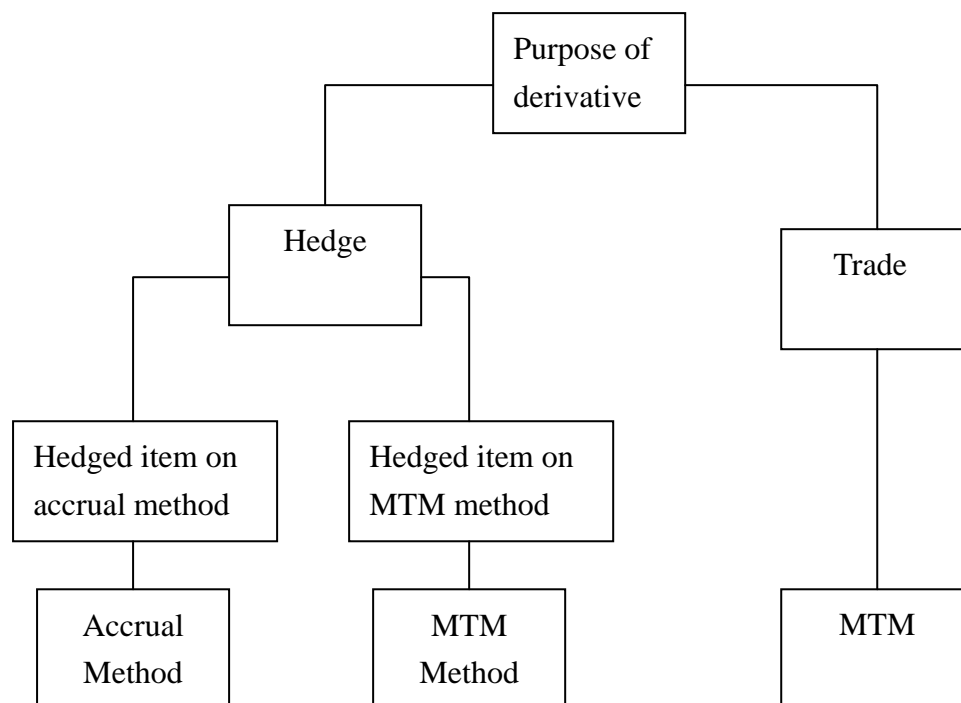 Purpose of
derivative
Hedge
Trade
Hedged item on
accrual method
Hedged item on
MTM method
Accrual
Method
MTM
Method
MTM